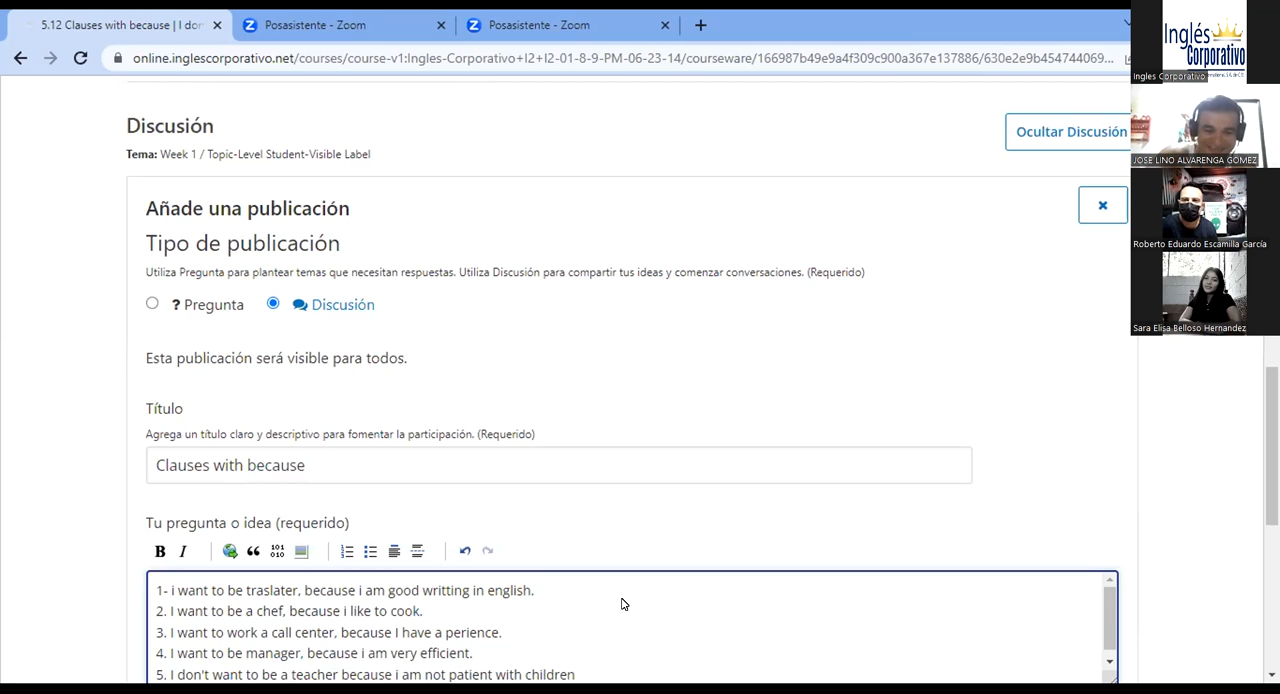 5.12 Clauses with because | I don
Posasistente - Zoom
Posasistente - Zoom
online.inglescorporativo.net/courses/course-v1:Ingles-Corporativo+I2+I2-01-8-9-PM-06-23-14/courseware/166987b49e9a4f309c900a367e137886/630e2e9b454744069...
Inglés
Corporativo
Ingles Corporativo
JOSE LINO ALVARENGA GOMEZ
Roberto Eduardo Escamilla García
Sara Elisa Belloso Hernandez
Discusión
Ocultar Discusión
Tema: Week 1 / Topic-Level Student-Visible Label
Añade una publicación
Tipo de publicación
Utiliza Pregunta para plantear temas que necesitan respuestas. Utiliza Discusión para compartir tus ideas y comenzar conversaciones. (Requerido)
? Pregunta
Discusión
Esta publicación será visible para todos.
Título
Agrega un título claro y descriptivo para fomentar la participación. (Requerido)
Clauses with because
Tu pregunta o idea (requerido)
B I
1- i want to be traslater, because i am good writting in english.
2. I want to be a chef, because i like to cook.
3. I want to work a call center, because I have a perience.
4. I want to be manager, because i am very efficient.
5. I don't want to be a teacher because i am not patient with children